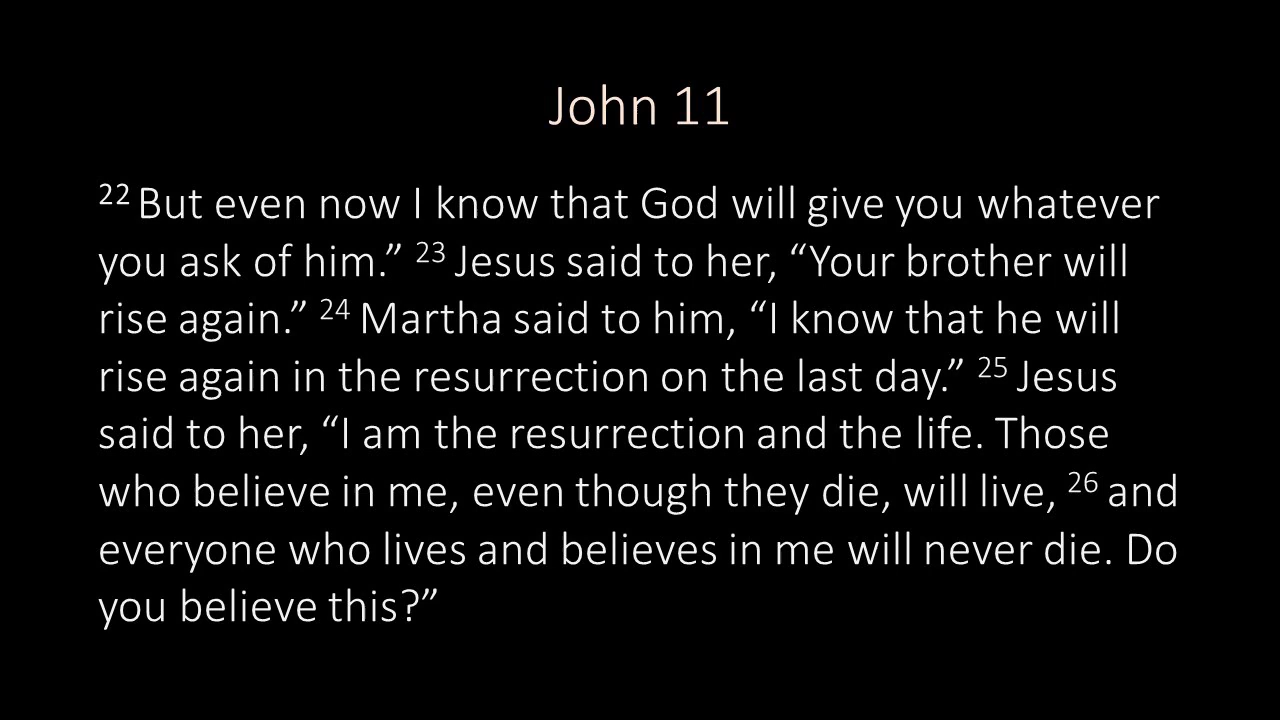 John 11
22 But even now I know that God will give you whatever
you ask of him.” 23 Jesus said to her, “Your brother will
rise again.” 24 Martha said to him, “I know that he will
rise again in the resurrection on the last day.” 25 Jesus
said to her, “I am the resurrection and the life. Those
who believe in me, even though they die, will live, 26 and
everyone who lives and believes in me will never die. Do
you believe this?”